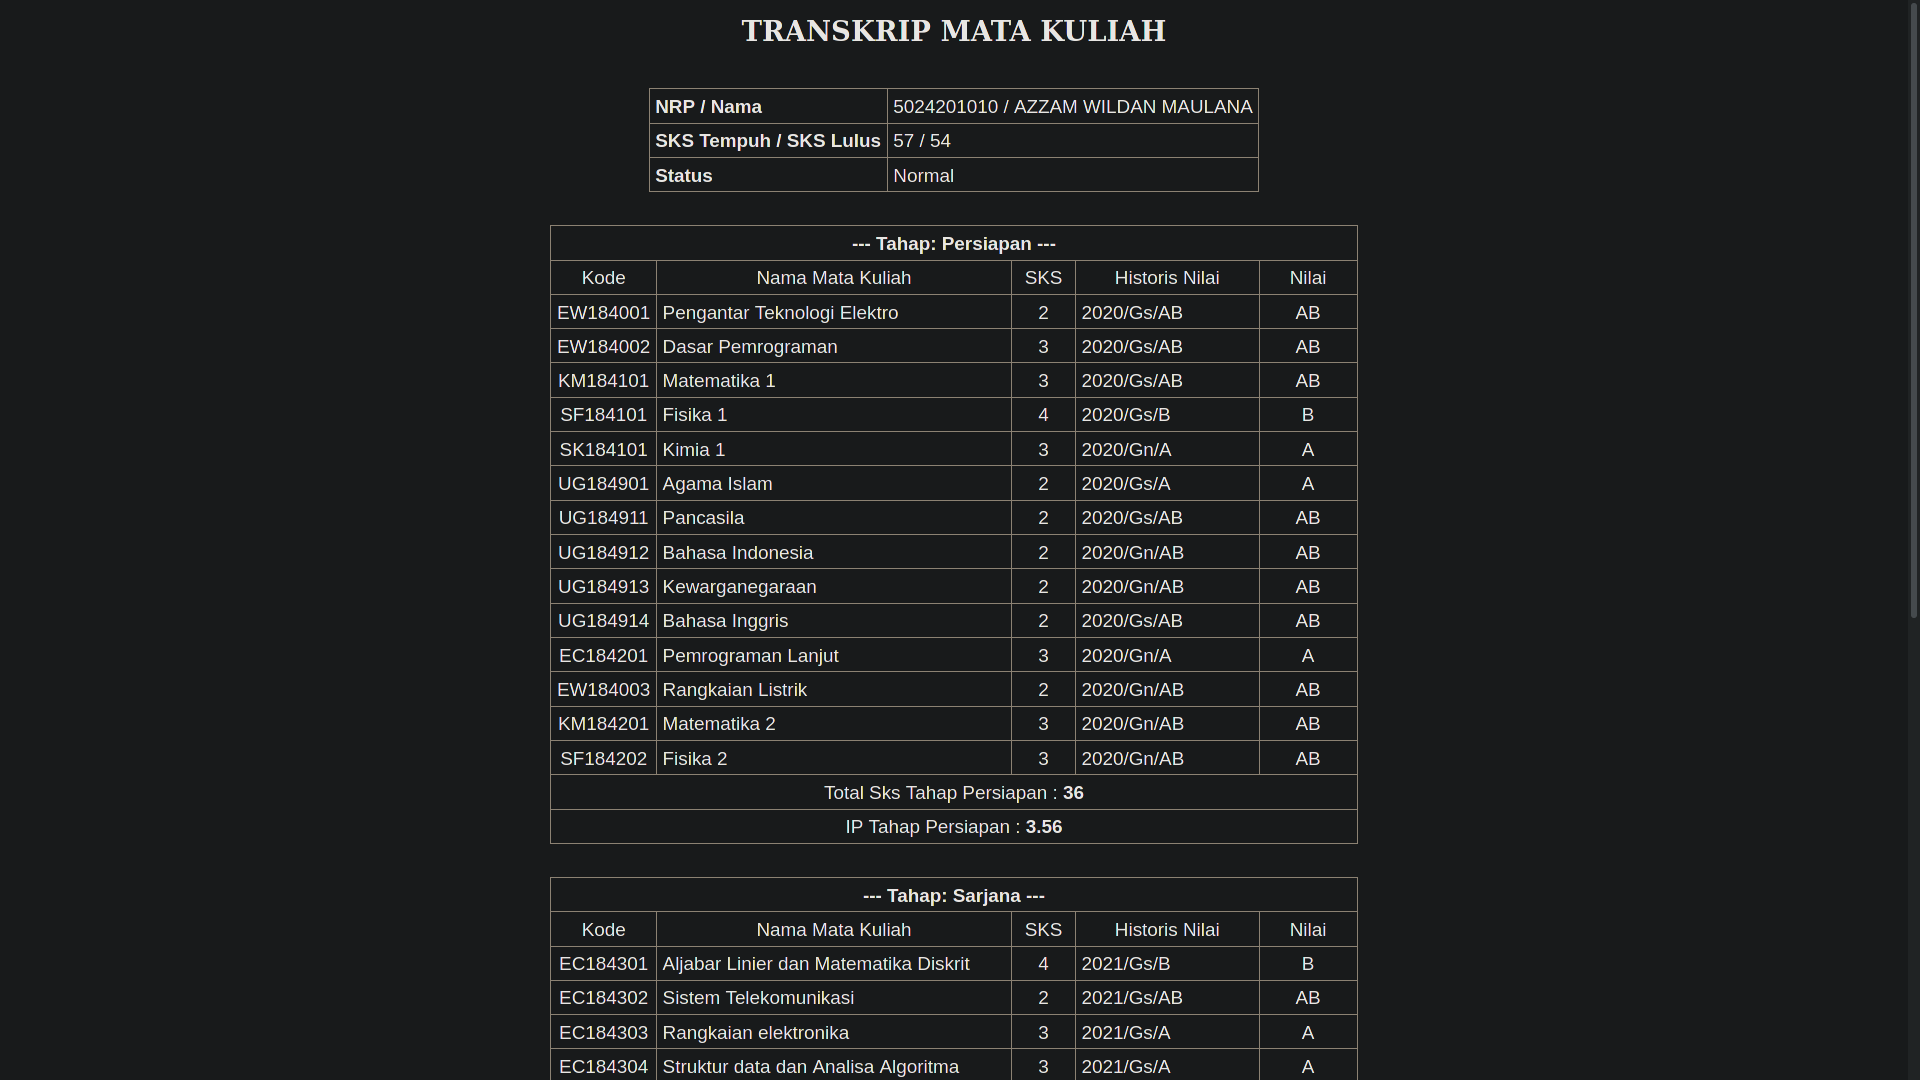 TRANSKRIP MATA KULIAH
NRP / Nama 5024201010 / AZZAM WILDAN MAULANA
SKS Tempuh / SKS Lulus 57 / 54
Status Normal
--- Tahap: Persiapan ---
Kode Nama Mata Kuliah SKS Historis Nilai Nilai
EW184001 Pengantar Teknologi Elektro 2 2020/Gs/AB AB
EW184002 Dasar Pemrograman 3 2020/Gs/AB AB
KM184101 Matematika 1 3 2020/Gs/AB AB
SF184101 Fisika 1 4 2020/Gs/B B
SK184101 Kimia 1 3 2020/Gn/A A
UG184901 Agama Islam 2 2020/Gs/A A
UG184911 Pancasila 2 2020/Gs/AB AB
UG184912 Bahasa Indonesia 2 2020/Gn/AB AB
UG184913 Kewarganegaraan 2 2020/Gn/AB AB
UG184914 Bahasa Inggris 2 2020/Gs/AB AB
EC184201 Pemrograman Lanjut 3 2020/Gn/A A
EW184003 Rangkaian Listrik 2 2020/Gn/AB AB
KM184201 Matematika 2 3 2020/Gn/AB AB
SF184202 Fisika 2 3 2020/Gn/AB AB
Total Sks Tahap Persiapan : 36
IP Tahap Persiapan : 3.56
--- Tahap: Sarjana ---
Kode Nama Mata Kuliah SKS Historis Nilai Nilai
EC184301 Aljabar Linier dan Matematika Diskrit 4 2021/Gs/B B
EC184302 Sistem Telekomunikasi 2 2021/Gs/AB AB
EC184303 Rangkaian elektronika 3 2021/Gs/A A
EC184304 Struktur data dan Analisa Algoritma 3 2021/Gs/A A